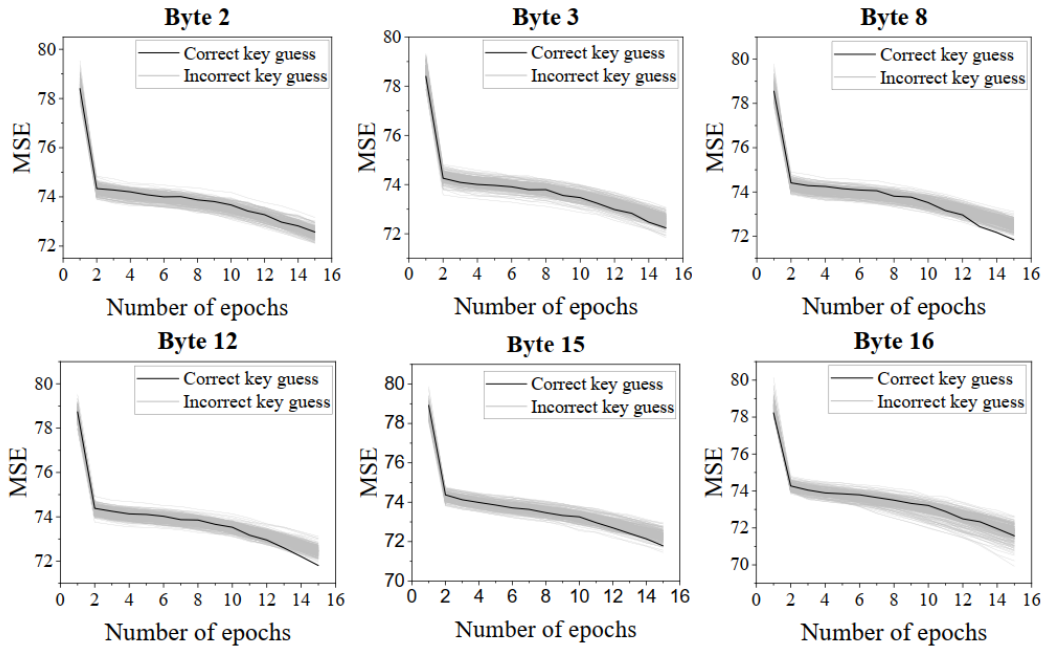 Byte 2
80
78
76
74
72
MSE
0 2 4 6 8 10 12 14 16
Number of epochs
Correct key guess
Incorrect key guess
Byte 3
80
78
76
74
72
MSE
0 2 4 6 8 10 12 14 16
Number of epochs
Correct key guess
Incorrect key guess
Byte 8
80
78
76
74
72
MSE
0 2 4 6 8 10 12 14 16
Number of epochs
Correct key guess
Incorrect key guess
Byte 12
80
78
76
74
72
MSE
0 2 4 6 8 10 12 14 16
Number of epochs
Correct key guess
Incorrect key guess
Byte 15
80
78
76
74
72
70
MSE
0 2 4 6 8 10 12 14 16
Number of epochs
Correct key guess
Incorrect key guess
Byte 16
80
78
76
74
72
70
MSE
0 2 4 6 8 10 12 14 16
Number of epochs
Correct key guess
Incorrect key guess